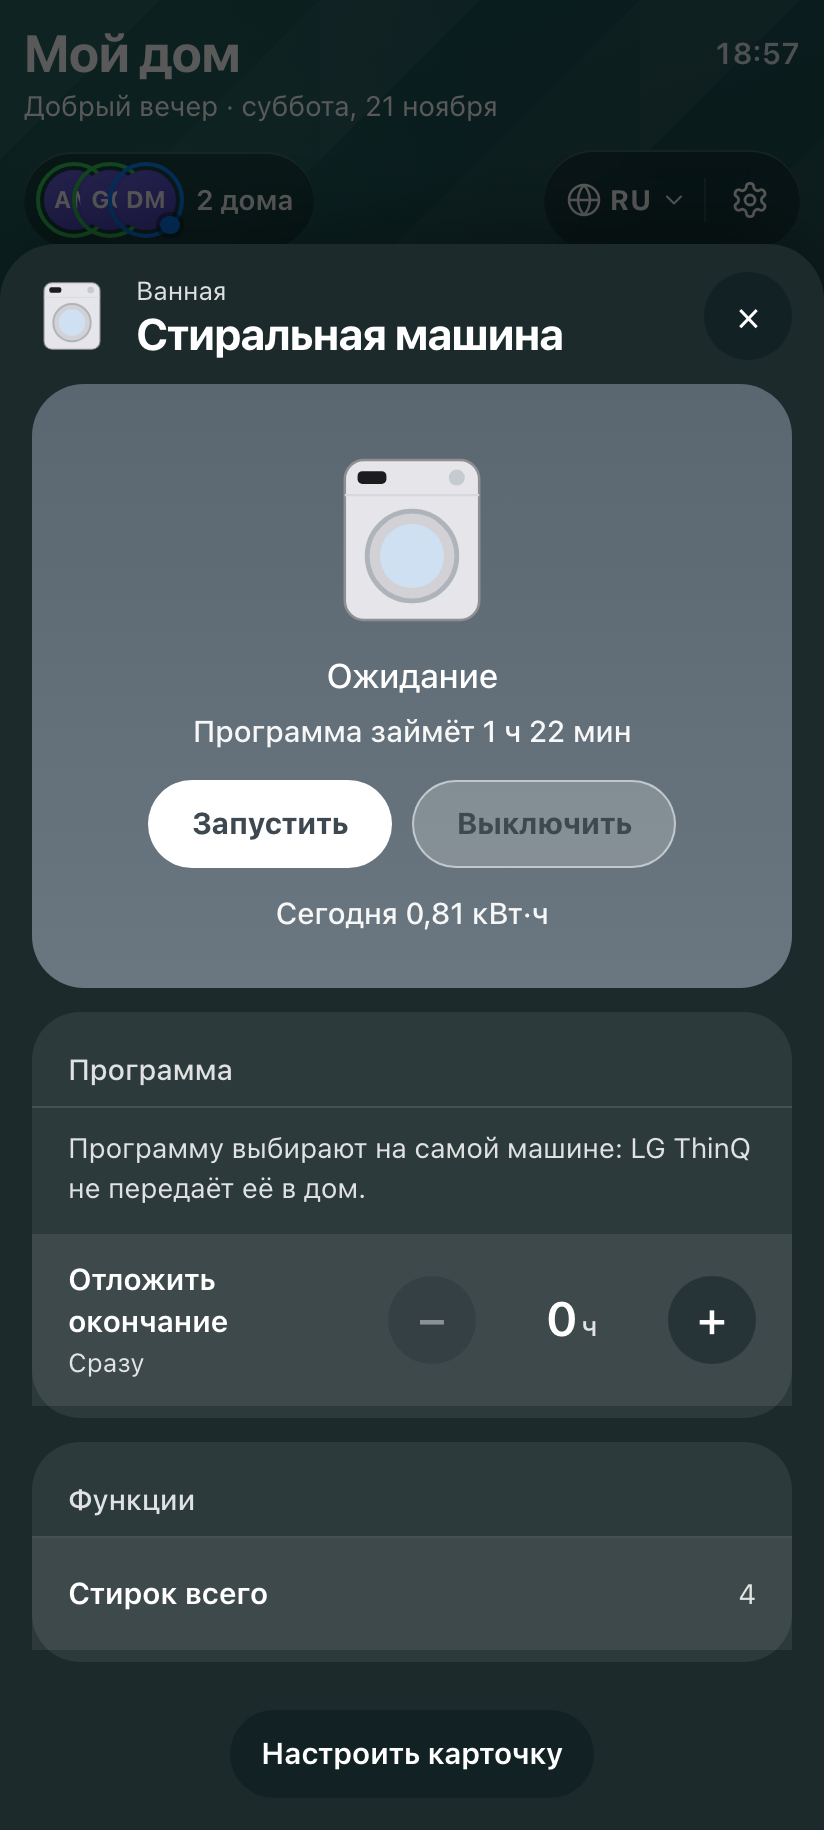 Мой дом
18:57
Добрый вечер · суббота, 21 ноября
DM
2 дома
RU
Ванная
Стиральная машина
×
Ожидание
Программа займёт 1 ч 22 мин
Запустить
Выключить
Сегодня 0,81 кВт·ч
Программа
Программу выбирают на самой машине: LG ThinQ
не передаёт её в дом.
Отложить
окончание
Сразу
−
0 ч
+
Функции
Стирок всего
4
Настроить карточку